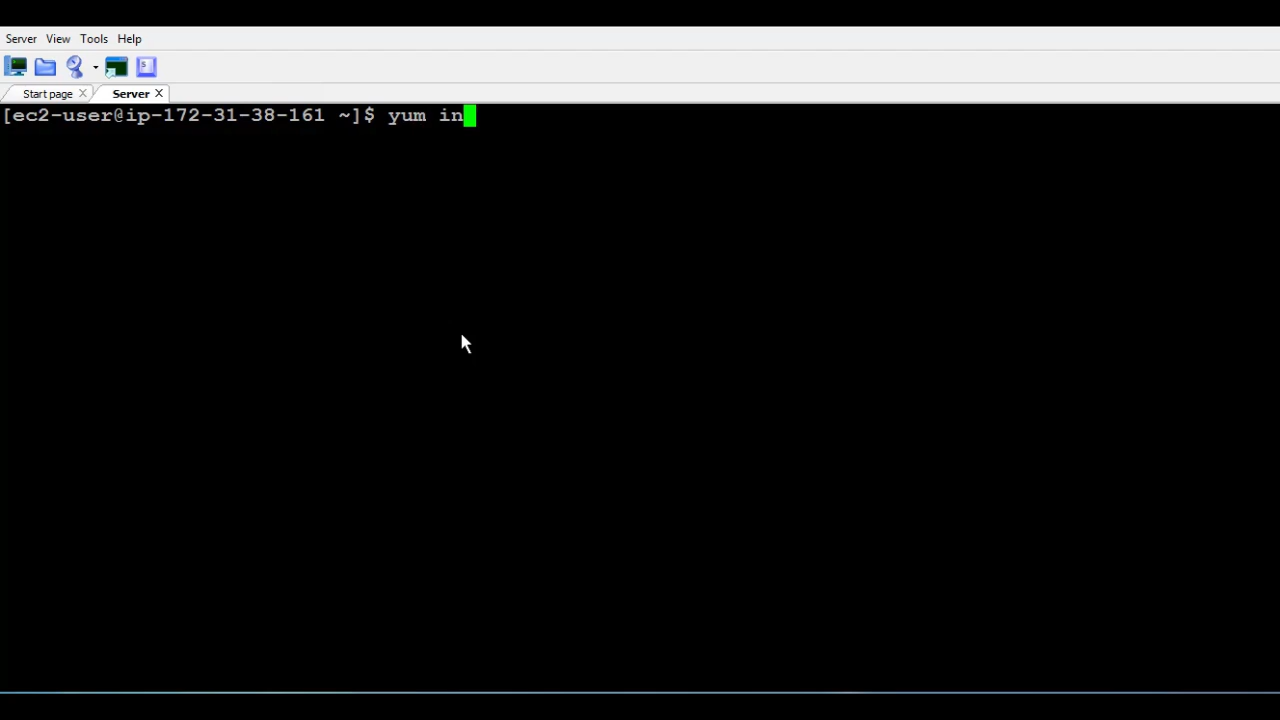 Server View Tools Help
Start page X Server X
[ec2-user@ip-172-31-38-161 ~]$ yum in